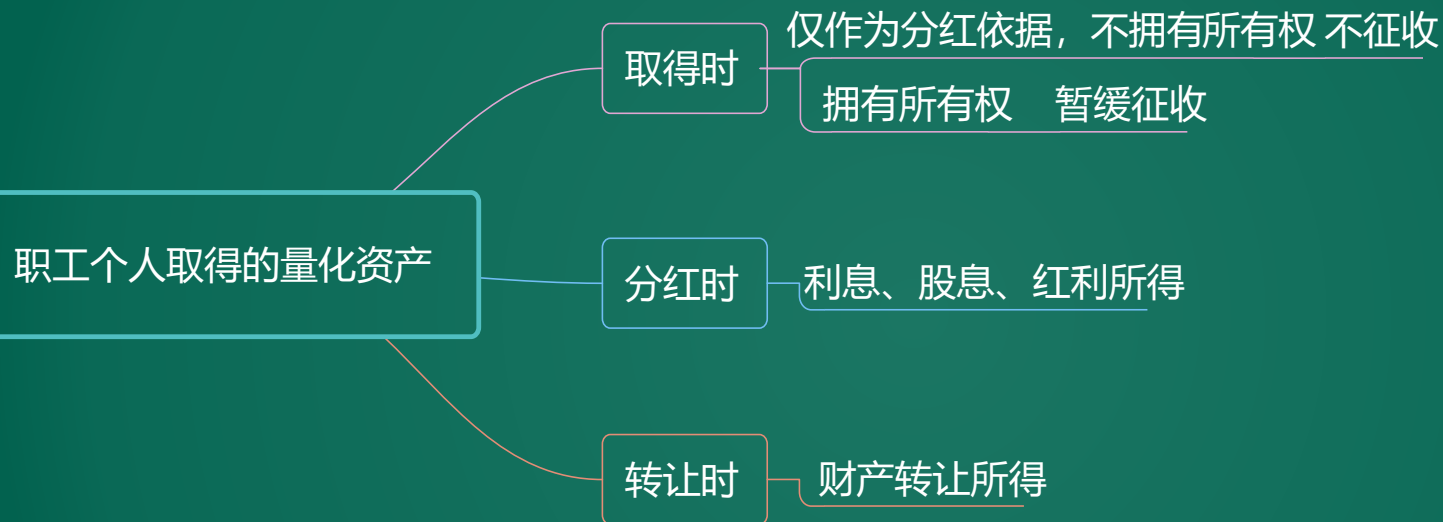 仅作为分红依据，不拥有所有权 不征收
取得时
拥有所有权 暂缓征收
职工个人取得的量化资产
分红时
利息、股息、红利所得
转让时
财产转让所得